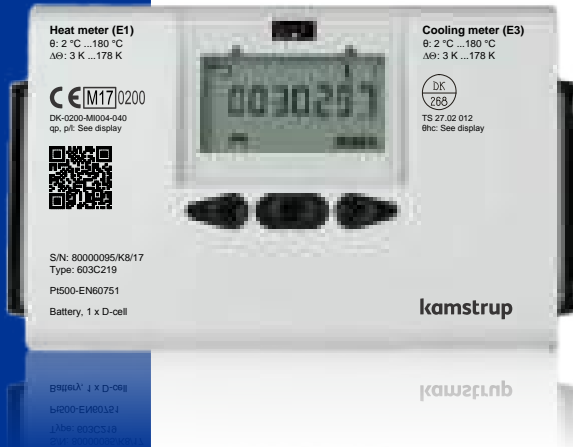 Heat meter (E1)
θ: 2 °C ...180 °C
ΔΘ: 3 K ...178 K
CE M17 0200
DK-0200-MI004-040
qp, p/l: See display
S/N: 80000095/K8/17
Type: 603C219
Pt500-EN60751
Battery, 1 x D-cell
0030297
Cooling meter (E3)
θ: 2 °C ...180 °C
ΔΘ: 3 K ...178 K
DK
268
TS 27.02 012
θhc: See display
kamstrup